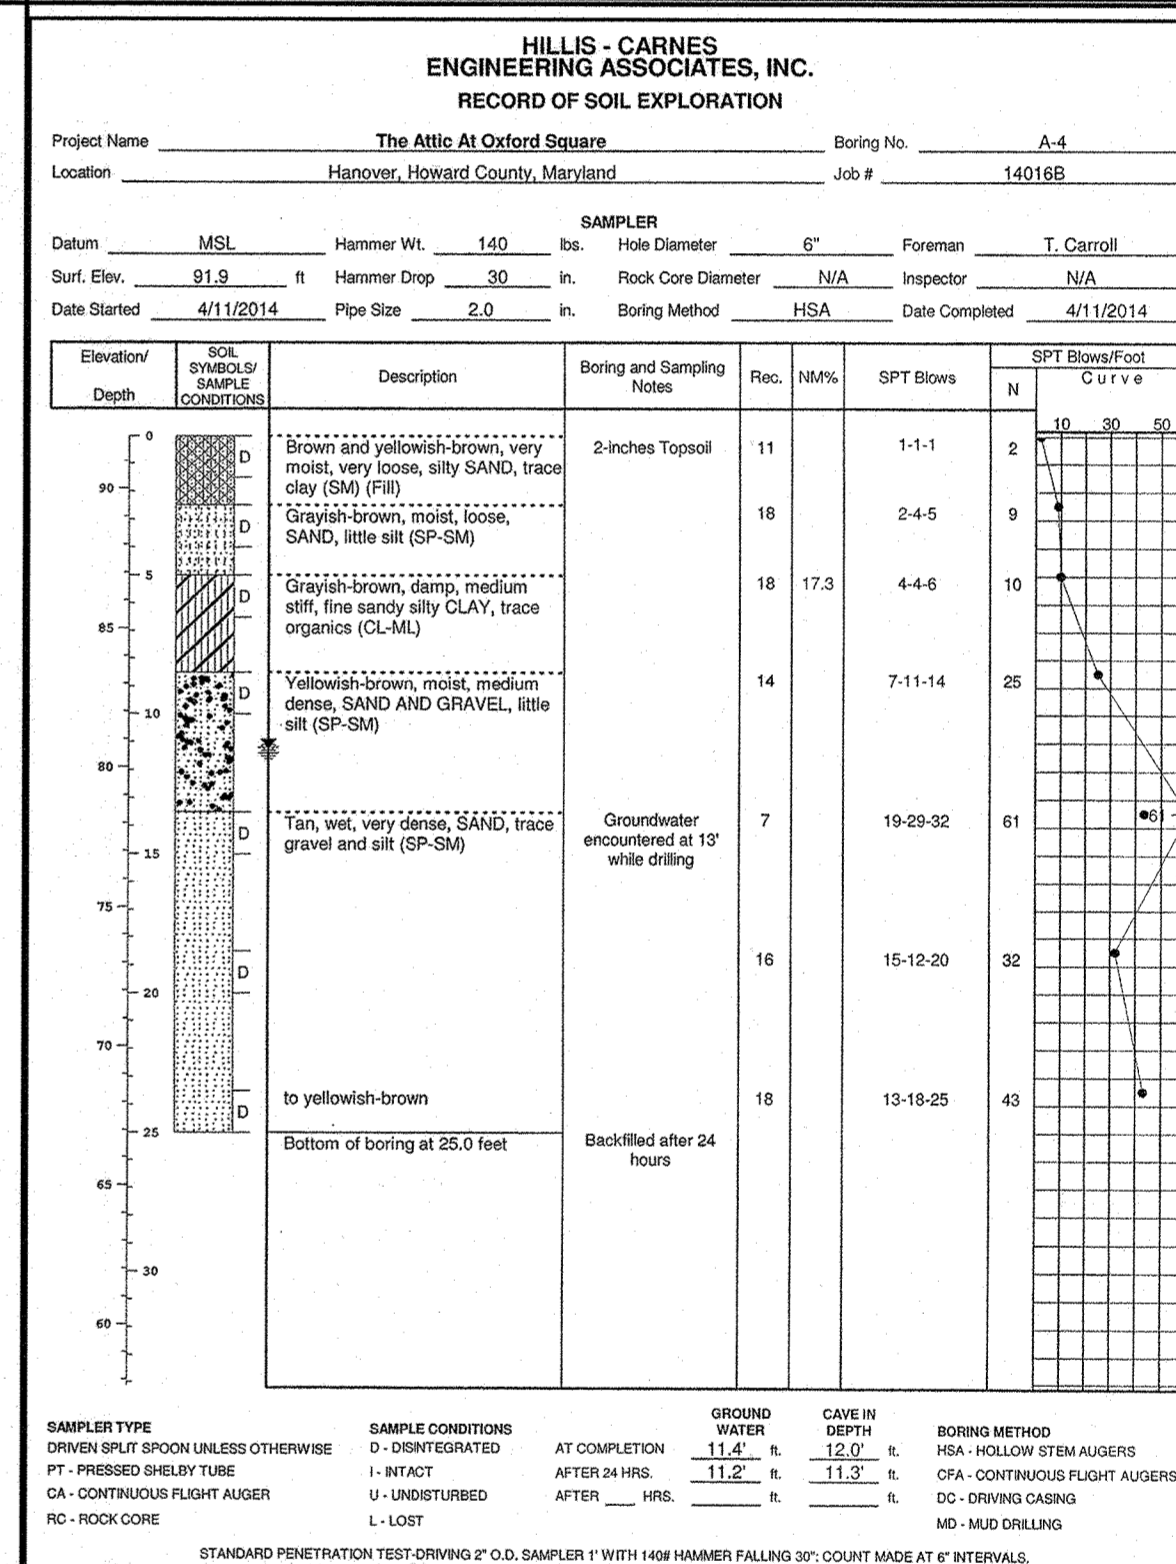 HILLIS - CARNES
ENGINEERING ASSOCIATES, INC.
RECORD OF SOIL EXPLORATION
Project Name The Attic At Oxford Square Boring No. A-4
Location Hanover, Howard County, Maryland Job # 14016B
SAMPLER
Datum MSL Hammer Wt. 140 lbs. Hole Diameter 6" Foreman T. Carroll
Surf. Elev. 91.9 ft Hammer Drop 30 in. Rock Core Diameter N/A Inspector N/A
Date Started 4/11/2014 Pipe Size 2.0 in. Boring Method HSA Date Completed 4/11/2014
Elevation/ Depth
SOIL SYMBOLS/ SAMPLE CONDITIONS
Description
Boring and Sampling Notes
Rec. NM% SPT Blows N
SPT Blows/Foot
Curve
10 30 50
0
D Brown and yellowish-brown, very 2-inches Topsoil 11 1-1-1 2
moist, very loose, silty SAND, trace
clay (SM) (Fill)
90
D Grayish-brown, moist, loose, 18 2-4-5 9
SAND, little silt (SP-SM)
5
D Grayish-brown, damp, medium 18 17.3 4-4-6 10
stiff, fine sandy silty CLAY, trace
organics (CL-ML)
85
D Yellowish-brown, moist, medium 14 7-11-14 25
dense, SAND AND GRAVEL, little
silt (SP-SM)
10
80
D Tan, wet, very dense, SAND, trace Groundwater 7 19-29-32 61 61
gravel and silt (SP-SM) encountered at 13'
while drilling
15
75
D 16 15-12-20 32
20
70
D to yellowish-brown 18 13-18-25 43
25
Bottom of boring at 25.0 feet Backfilled after 24
hours
65
30
60
GROUND WATER CAVE IN DEPTH
SAMPLER TYPE SAMPLE CONDITIONS BORING METHOD
DRIVEN SPLIT SPOON UNLESS OTHERWISE D - DISINTEGRATED AT COMPLETION 11.4' ft. 12.0' ft. HSA - HOLLOW STEM AUGERS
PT - PRESSED SHELBY TUBE I - INTACT AFTER 24 HRS. 11.2' ft. 11.3' ft. CFA - CONTINUOUS FLIGHT AUGERS
CA - CONTINUOUS FLIGHT AUGER U - UNDISTURBED AFTER ___ HRS. ft. ft. DC - DRIVING CASING
RC - ROCK CORE L - LOST MD - MUD DRILLING
STANDARD PENETRATION TEST-DRIVING 2" O.D. SAMPLER 1' WITH 140# HAMMER FALLING 30": COUNT MADE AT 6" INTERVALS.